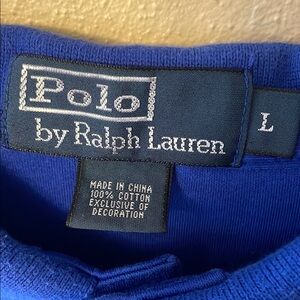 Polo
by Ralph Lauren
L
MADE IN CHINA
100% COTTON
EXCLUSIVE OF
DECORATION